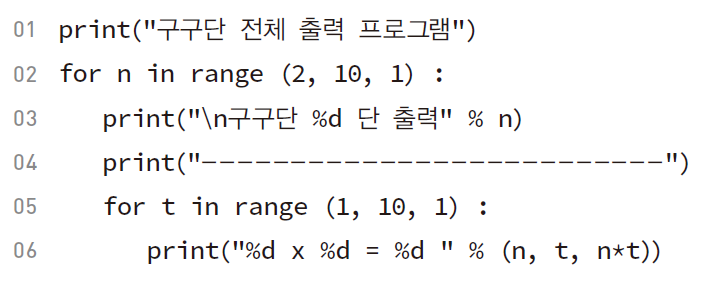 01 print("구구단 전체 출력 프로그램")
02 for n in range (2, 10, 1) :
03    print("\n구구단 %d 단 출력" % n)
04    print("--------------------------")
05    for t in range (1, 10, 1) :
06       print("%d x %d = %d " % (n, t, n*t))